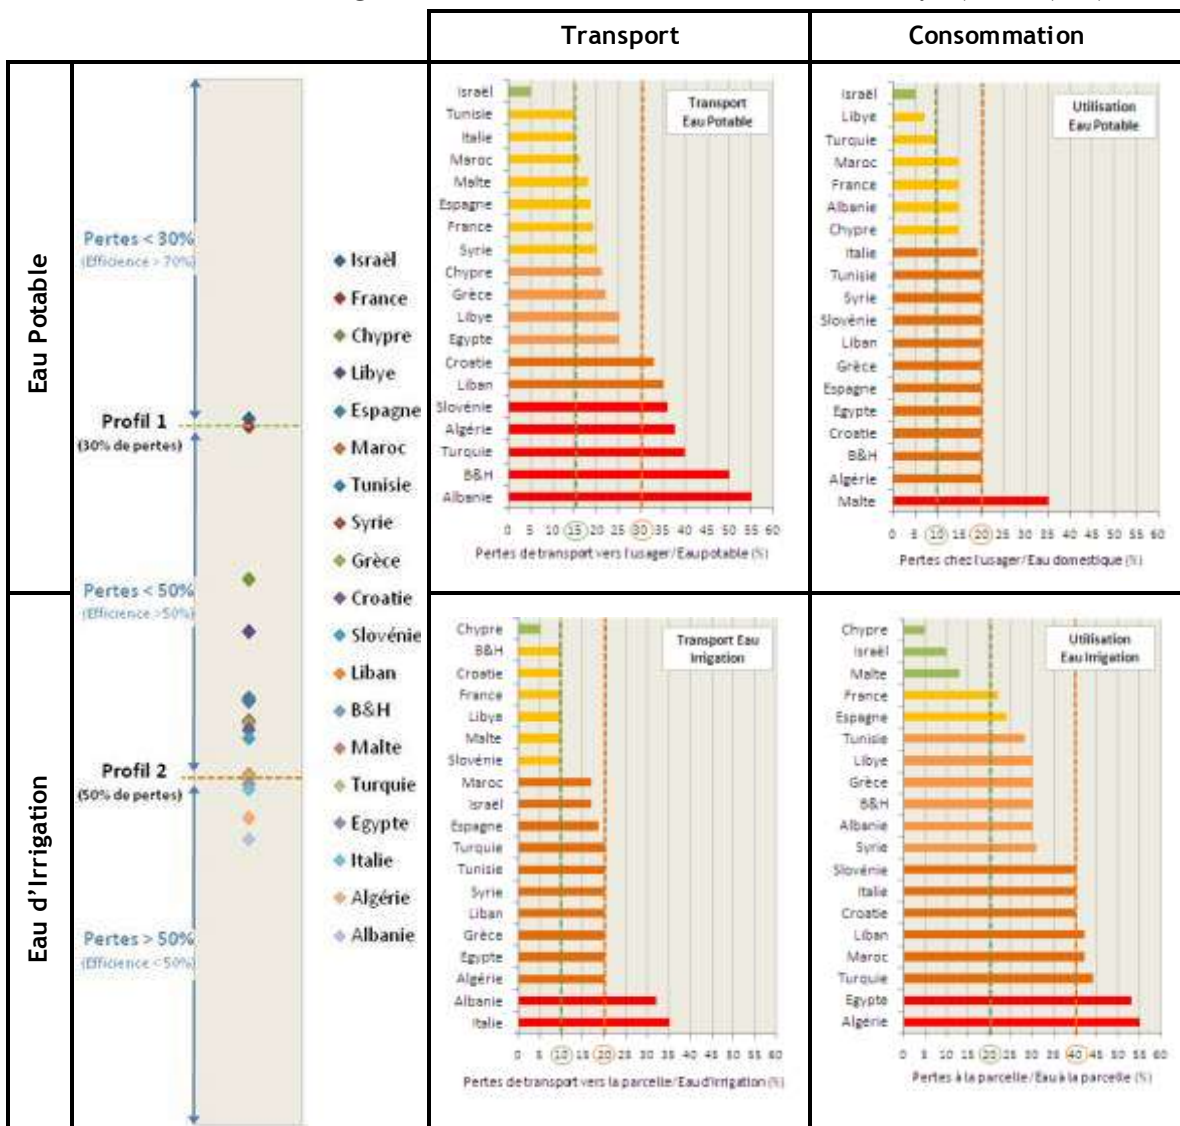 Transport
Consommation
Eau Potable
Eau d'Irrigation
Pertes < 30%
(Efficience > 70%)
Profil 1
(30% de pertes)
Pertes < 50%
(Efficience >50%)
Profil 2
(50% de pertes)
Pertes > 50%
(Efficience < 50%)
Israël
France
Chypre
Libye
Espagne
Maroc
Tunisie
Syrie
Grèce
Croatie
Slovénie
Liban
B&H
Malte
Turquie
Egypte
Italie
Algérie
Albanie
Transport
Eau Potable
Israël
Tunisie
Italie
Maroc
Malte
Espagne
France
Syrie
Chypre
Grèce
Libye
Egypte
Croatie
Liban
Slovénie
Algérie
Turquie
B&H
Albanie
0 5 10 15 20 25 30 35 40 45 50 55 60
Pertes de transport vers l'usager/Eau potable (%)
Utilisation
Eau Potable
Israël
Libye
Turquie
Maroc
France
Albanie
Chypre
Italie
Tunisie
Syrie
Slovénie
Liban
Grèce
Espagne
Egypte
Croatie
B&H
Algérie
Malte
0 5 10 15 20 25 30 35 40 45 50 55 60
Pertes chez l'usager/Eau domestique (%)
Transport Eau
Irrigation
Chypre
B&H
Croatie
France
Libye
Malte
Slovénie
Maroc
Israël
Espagne
Turquie
Tunisie
Syrie
Liban
Grèce
Egypte
Algérie
Albanie
Italie
0 5 10 15 20 25 30 35 40 45 50 55 60
Pertes de transport vers la parcelle/Eau d'irrigation (%)
Utilisation
Eau Irrigation
Chypre
Israël
Malte
France
Espagne
Tunisie
Libye
Grèce
B&H
Albanie
Syrie
Slovénie
Italie
Croatie
Liban
Maroc
Turquie
Egypte
Algérie
0 5 10 15 20 25 30 35 40 45 50 55 60
Pertes à la parcelle/Eau à la parcelle (%)